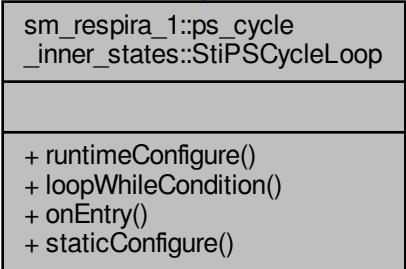 sm_respira_1::ps_cycle
_inner_states::StiPSCycleLoop
+ runtimeConfigure()
+ loopWhileCondition()
+ onEntry()
+ staticConfigure()